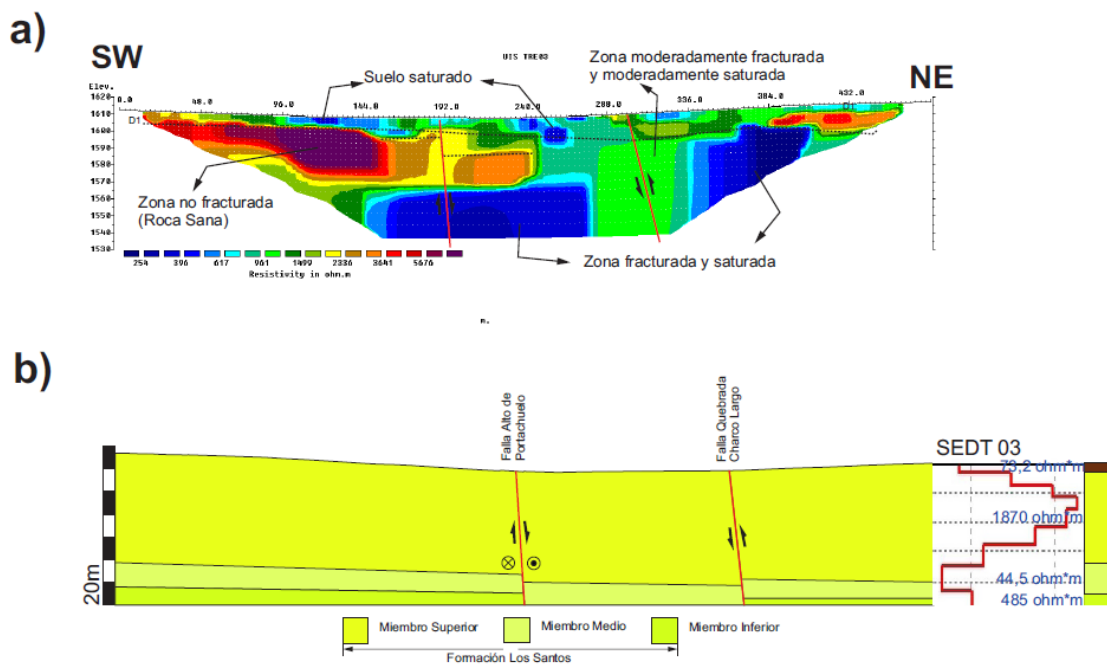 a)
SW
UIS TRE03
Zona moderadamente fracturada
y moderadamente saturada
NE
Suelo saturado
Elev.
0.0 48.0 96.0 144.0 192.0 240.0 288.0 336.0 384.0 432.0
1620
D1
1600
1590
1570
1550
1540
1530
Zona no fracturada
(Roca Sana)
Zona fracturada y saturada
254 396 617 961 1499 2336 3641 5676
Resistivity in ohm.m
m.
b)
Falla Alto de
Portachuelo
Falla Quebrada
Charco Largo
SEDT 03
73,2 ohm*m
1870 ohm*m
44,5 ohm*m
485 ohm*m
20m
Miembro Superior
Miembro Medio
Miembro Inferior
Formación Los Santos